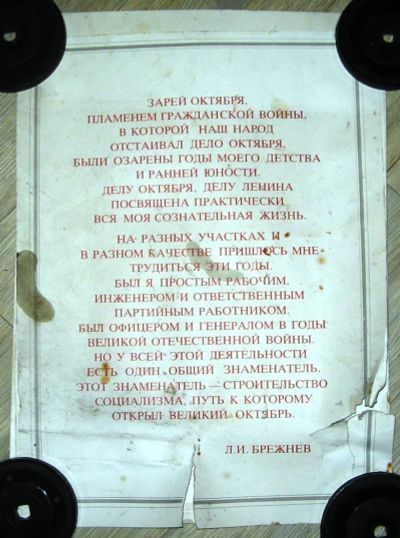 ЗАРЕЙ ОКТЯБРЯ,
ПЛАМЕНЕМ ГРАЖДАНСКОЙ ВОЙНЫ,
В КОТОРОЙ НАШ НАРОД
ОТСТАИВАЛ ДЕЛО ОКТЯБРЯ,
БЫЛИ ОЗАРЕНЫ ГОДЫ МОЕГО ДЕТСТВА
И РАННЕЙ ЮНОСТИ.
ДЕЛУ ОКТЯБРЯ, ДЕЛУ ЛЕНИНА
ПОСВЯЩЕНА ПРАКТИЧЕСКИ
ВСЯ МОЯ СОЗНАТЕЛЬНАЯ ЖИЗНЬ.
НА РАЗНЫХ УЧАСТКАХ И
В РАЗНОМ КАЧЕСТВЕ ПРИШЛОСЬ МНЕ
ТРУДИТЬСЯ ЭТИ ГОДЫ.
БЫЛ Я ПРОСТЫМ РАБОЧИМ,
ИНЖЕНЕРОМ И ОТВЕТСТВЕННЫМ
ПАРТИЙНЫМ РАБОТНИКОМ.
БЫЛ ОФИЦЕРОМ И ГЕНЕРАЛОМ В ГОДЫ
ВЕЛИКОЙ ОТЕЧЕСТВЕННОЙ ВОЙНЫ.
НО У ВСЕЙ ЭТОЙ ДЕЯТЕЛЬНОСТИ
ЕСТЬ ОДИН ОБЩИЙ ЗНАМЕНАТЕЛЬ.
ЭТОТ ЗНАМЕНАТЕЛЬ — СТРОИТЕЛЬСТВО
СОЦИАЛИЗМА, ПУТЬ К КОТОРОМУ
ОТКРЫЛ ВЕЛИКИЙ ОКТЯБРЬ.
Л.И. БРЕЖНЕВ